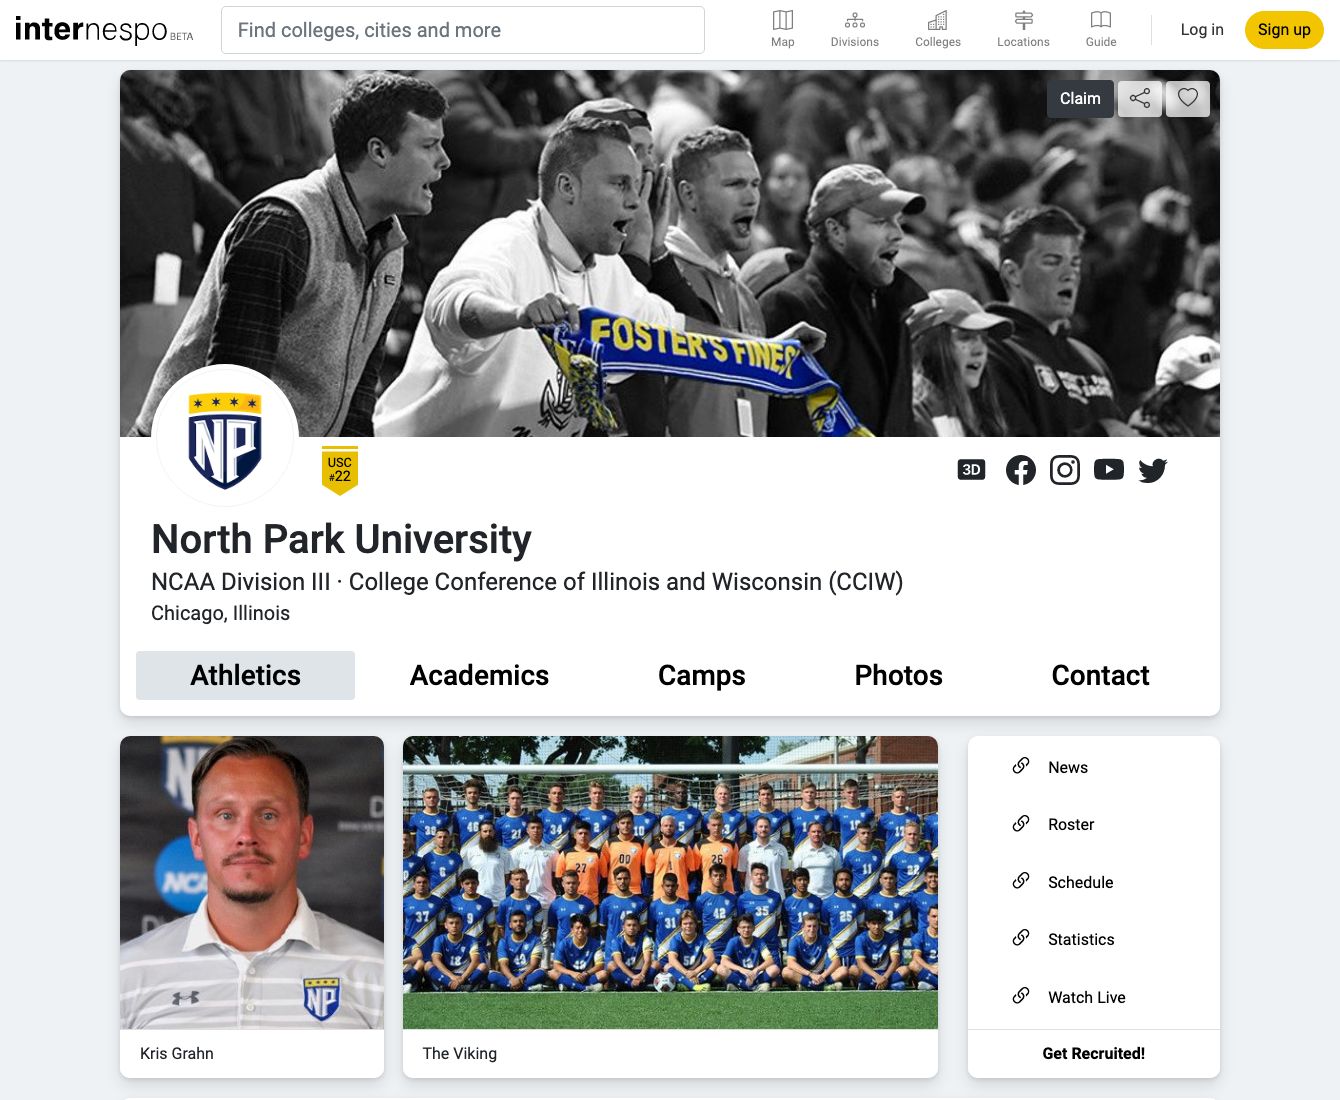 internespo BETA
Find colleges, cities and more
Map
Divisions
Colleges
Locations
Guide
Log in
Sign up
Claim
FOSTER'S FINES
NP
USC
#22
3D
North Park University
NCAA Division III · College Conference of Illinois and Wisconsin (CCIW)
Chicago, Illinois
Athletics
Academics
Camps
Photos
Contact
NP
News
Roster
Schedule
Statistics
Watch Live
Kris Grahn
The Viking
Get Recruited!